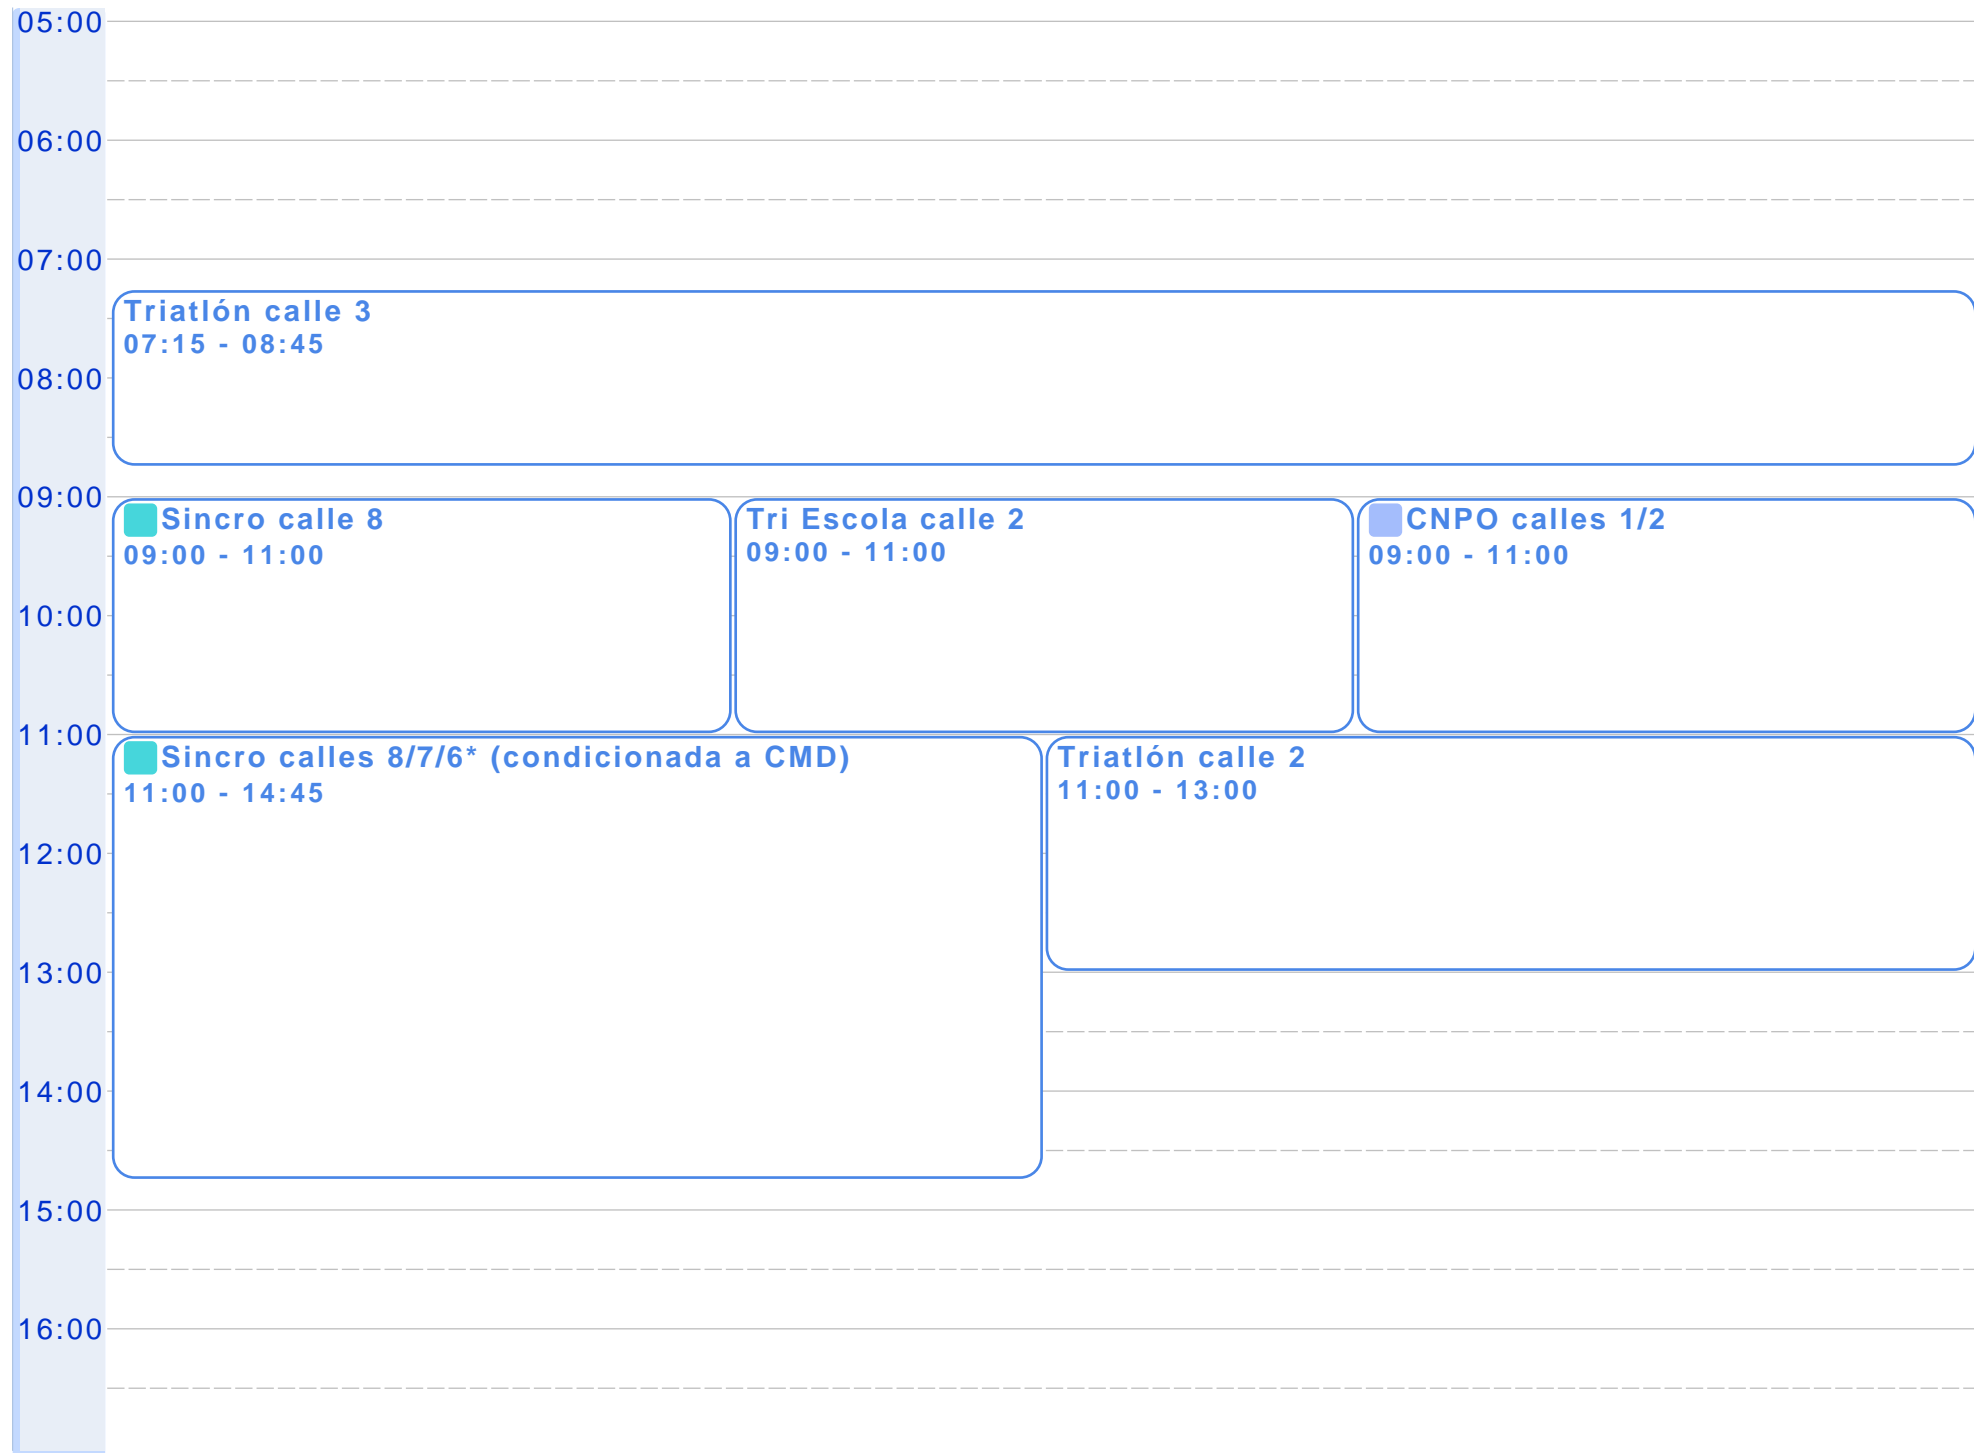 05:00
06:00
07:00
Triatlón calle 3
07:15 - 08:45
08:00
09:00
Sincro calle 8
09:00 - 11:00
Tri Escola calle 2
09:00 - 11:00
CNPO calles 1/2
09:00 - 11:00
10:00
11:00
Sincro calles 8/7/6* (condicionada a CMD)
11:00 - 14:45
Triatlón calle 2
11:00 - 13:00
12:00
13:00
14:00
15:00
16:00